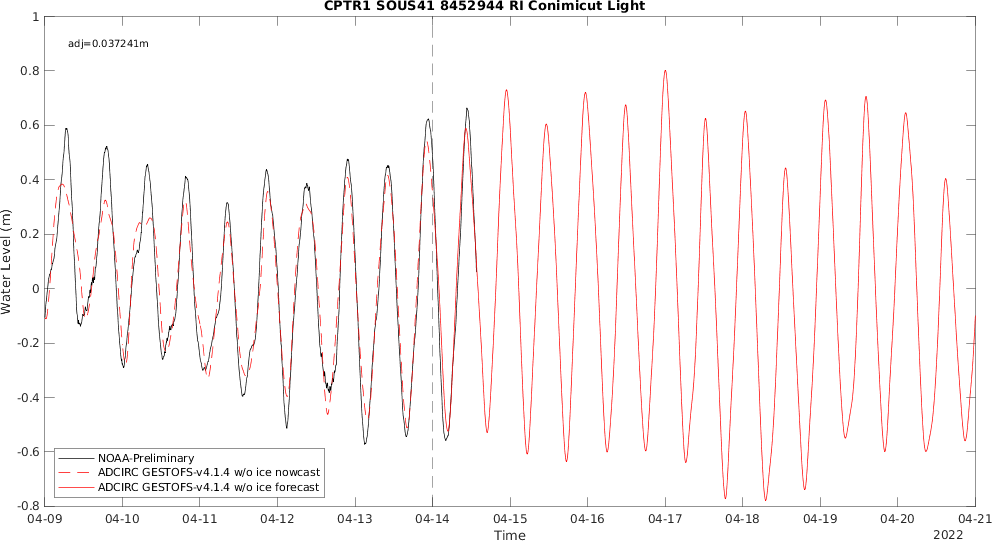 CPTR1 SOUS41 8452944 RI Conimicut Light
adj=0.037241m
1
0.8
0.6
0.4
0.2
0
-0.2
-0.4
-0.6
-0.8
Water Level (m)
NOAA-Preliminary
ADCIRC GESTOFS-v4.1.4 w/o ice nowcast
ADCIRC GESTOFS-v4.1.4 w/o ice forecast
04-09 04-10 04-11 04-12 04-13 04-14 04-15 04-16 04-17 04-18 04-19 04-20 04-21
Time
2022